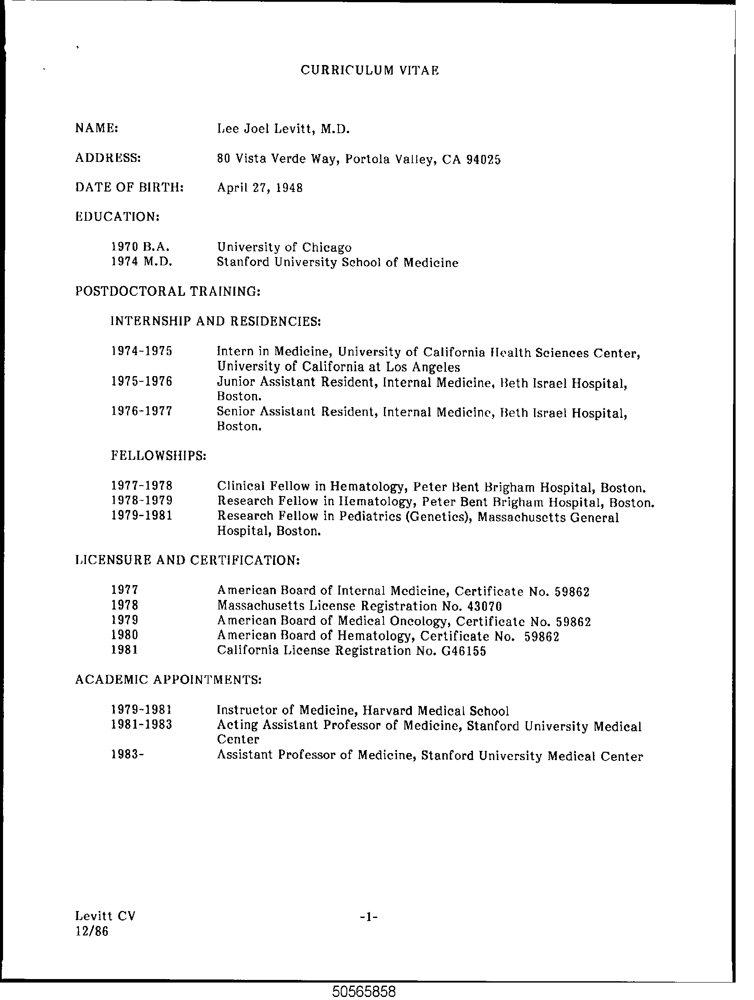 CURRICULUM VITAE
NAME: Lee Joel Levitt, M.D.
ADDRESS: 80 Vista Verde Way, Portola Valley, CA 94025
DATE OF BIRTH: April 27, 1948
EDUCATION:
1970 B.A. University of Chicago
1974 M.D. Stanford University School of Medicine
POSTDOCTORAL TRAINING:
INTERNSHIP AND RESIDENCIES:
1974-1975 Intern in Medicine, University of California Health Sciences Center,
University of California at Los Angeles
1975-1976 Junior Assistant Resident, Internal Medicine, Beth Israel Hospital,
Boston.
1976-1977 Senior Assistant Resident, Internal Medicine, Beth Israel Hospital,
Boston.
FELLOWSHIPS:
1977-1978 Clinical Fellow in Hematology, Peter Bent Brigham Hospital, Boston.
1978-1979 Research Fellow in Hematology, Peter Bent Brigham Hospital, Boston.
1979-1981 Research Fellow in Pediatrics (Genetics), Massachusetts General
Hospital, Boston.
LICENSURE AND CERTIFICATION:
1977 American Board of Internal Medicine, Certificate No. 59862
1978 Massachusetts License Registration No. 43070
1979 American Board of Medical Oncology, Certificate No. 59862
1980 American Board of Hematology, Certificate No. 59862
1981 California License Registration No. G46155
ACADEMIC APPOINTMENTS:
1979-1981 Instructor of Medicine, Harvard Medical School
1981-1983 Acting Assistant Professor of Medicine, Stanford University Medical
Center
1983- Assistant Professor of Medicine, Stanford University Medical Center
Levitt CV -1-
12/86
50565858